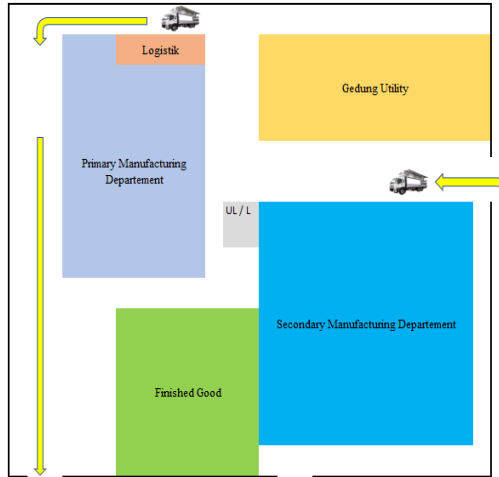 Logistik
Gedung Utility
Primary Manufacturing
Departement
UL / L
Secondary Manufacturing Departement
Finished Good